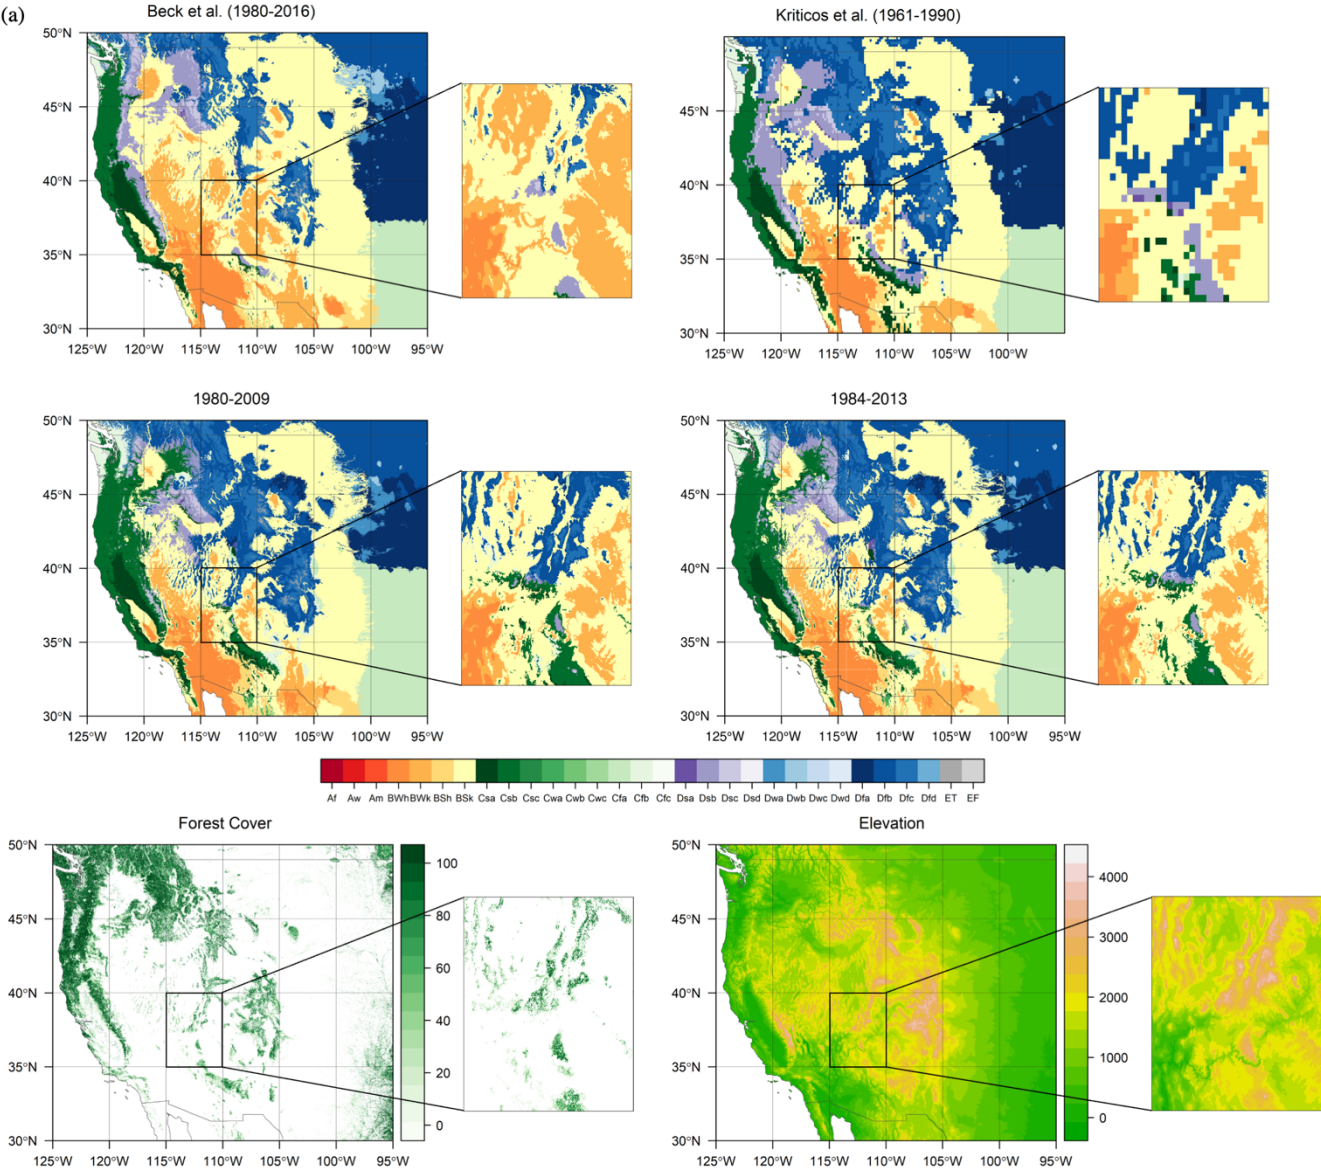 (a)
Beck et al. (1980-2016)
Kriticos et al. (1961-1990)
50°N
45°N
40°N
35°N
30°N
125°W 120°W 115°W 110°W 105°W 100°W 95°W
50°N
45°N
40°N
35°N
30°N
125°W 120°W 115°W 110°W 105°W 100°W
1980-2009
1984-2013
50°N
45°N
40°N
35°N
30°N
125°W 120°W 115°W 110°W 105°W 100°W 95°W
50°N
45°N
40°N
35°N
30°N
125°W 120°W 115°W 110°W 105°W 100°W 95°W
Af Aw Am BWh BWk BSh BSk Csa Csb Csc Cwa Cwb Cwc Cfa Cfb Cfc Dsa Dsb Dsc Dsd Dwa Dwb Dwc Dwd Dfa Dfb Dfc Dfd ET EF
Forest Cover
Elevation
50°N
45°N
40°N
35°N
30°N
125°W 120°W 115°W 110°W 105°W 100°W 95°W
100
80
60
40
20
0
50°N
45°N
40°N
35°N
30°N
125°W 120°W 115°W 110°W 105°W 100°W 95°W
4000
3000
2000
1000
0